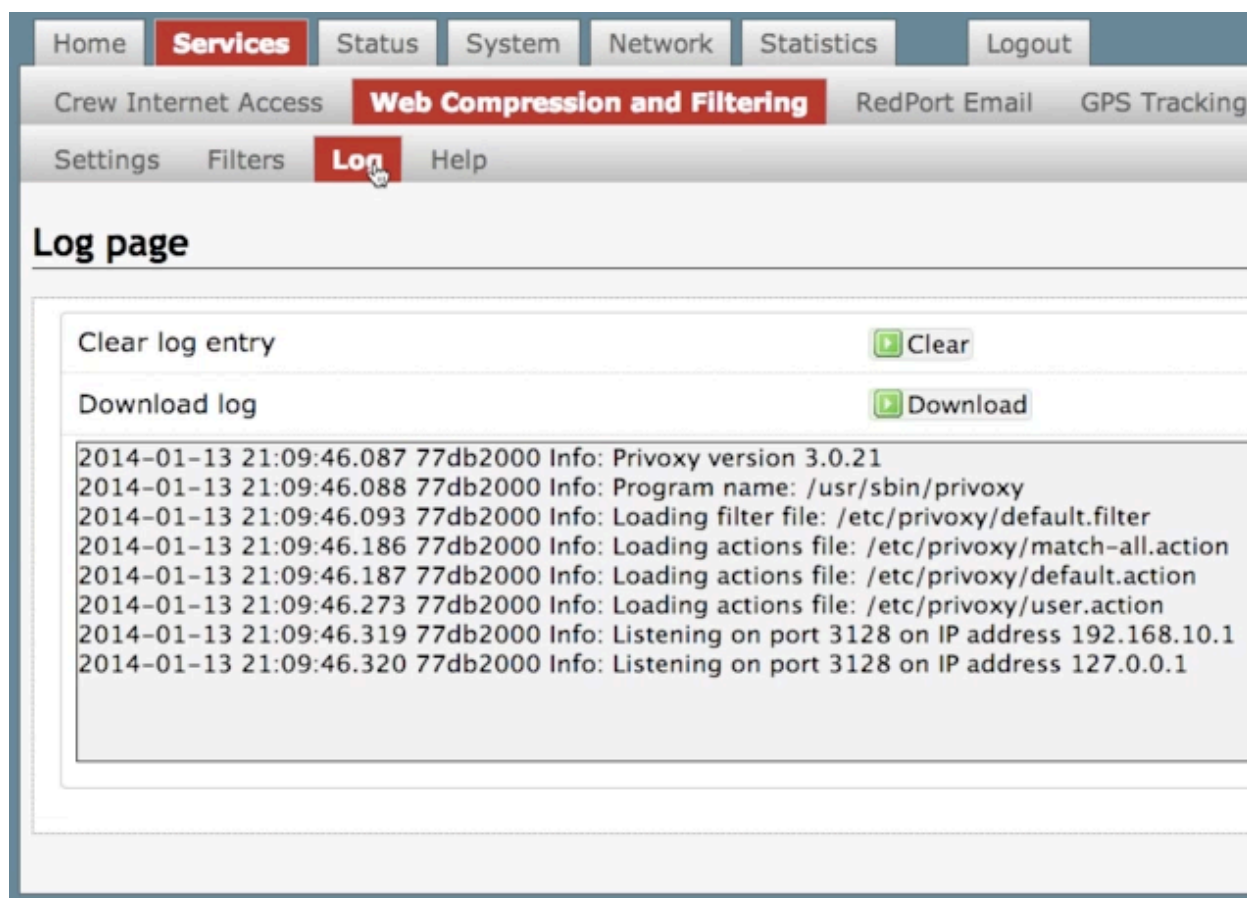 Home Services Status System Network Statistics Logout
Crew Internet Access Web Compression and Filtering RedPort Email GPS Tracking
Settings Filters Log Help
Log page
Clear log entry Clear
Download log Download
2014-01-13 21:09:46.087 77db2000 Info: Privoxy version 3.0.21
2014-01-13 21:09:46.088 77db2000 Info: Program name: /usr/sbin/privoxy
2014-01-13 21:09:46.093 77db2000 Info: Loading filter file: /etc/privoxy/default.filter
2014-01-13 21:09:46.186 77db2000 Info: Loading actions file: /etc/privoxy/match-all.action
2014-01-13 21:09:46.187 77db2000 Info: Loading actions file: /etc/privoxy/default.action
2014-01-13 21:09:46.273 77db2000 Info: Loading actions file: /etc/privoxy/user.action
2014-01-13 21:09:46.319 77db2000 Info: Listening on port 3128 on IP address 192.168.10.1
2014-01-13 21:09:46.320 77db2000 Info: Listening on port 3128 on IP address 127.0.0.1